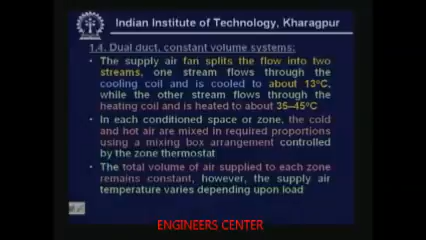 Indian Institute of Technology, Kharagpur
1.4. Dual duct, constant volume systems:
• The supply air fan splits the flow into two
streams, one stream flows through the
cooling coil and is cooled to about 13°C,
while the other stream flows through the
heating coil and is heated to about 35–45°C
• In each conditioned space or zone, the cold
and hot air are mixed in required proportions
using a mixing box arrangement controlled
by the zone thermostat
• The total volume of air supplied to each zone
remains constant, however, the supply air
temperature varies depending upon load
ENGINEERS CENTER